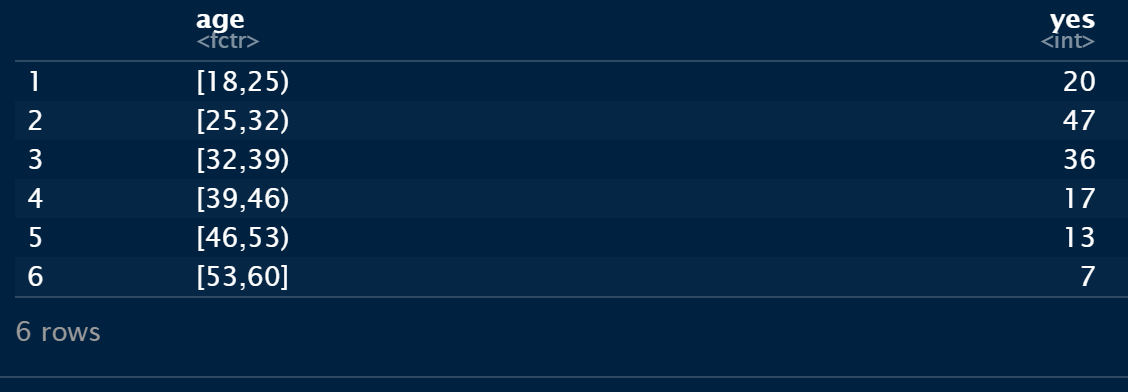 age yes
<fctr> <int>
1 [18,25) 20
2 [25,32) 47
3 [32,39) 36
4 [39,46) 17
5 [46,53) 13
6 [53,60] 7
6 rows